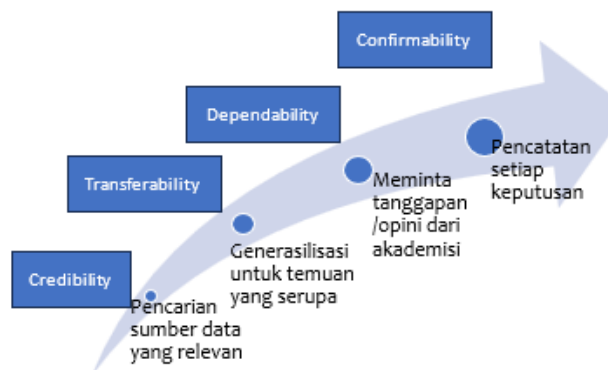 Confirmability
Dependability
Transferability
Credibility
Pencarian
sumber data
yang relevan
Generasilisasi
untuk temuan
yang serupa
Meminta
tanggapan
/opini dari
akademisi
Pencatatan
setiap
keputusan